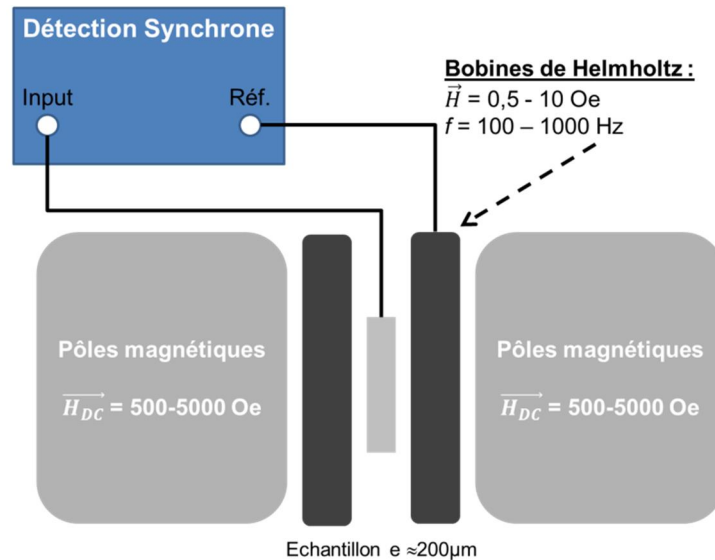 Détection Synchrone
Input
Réf.
Bobines de Helmholtz :
H = 0,5 - 10 Oe
f = 100 – 1000 Hz
Pôles magnétiques
H_DC = 500-5000 Oe
Pôles magnétiques
H_DC = 500-5000 Oe
Echantillon e ≈200µm